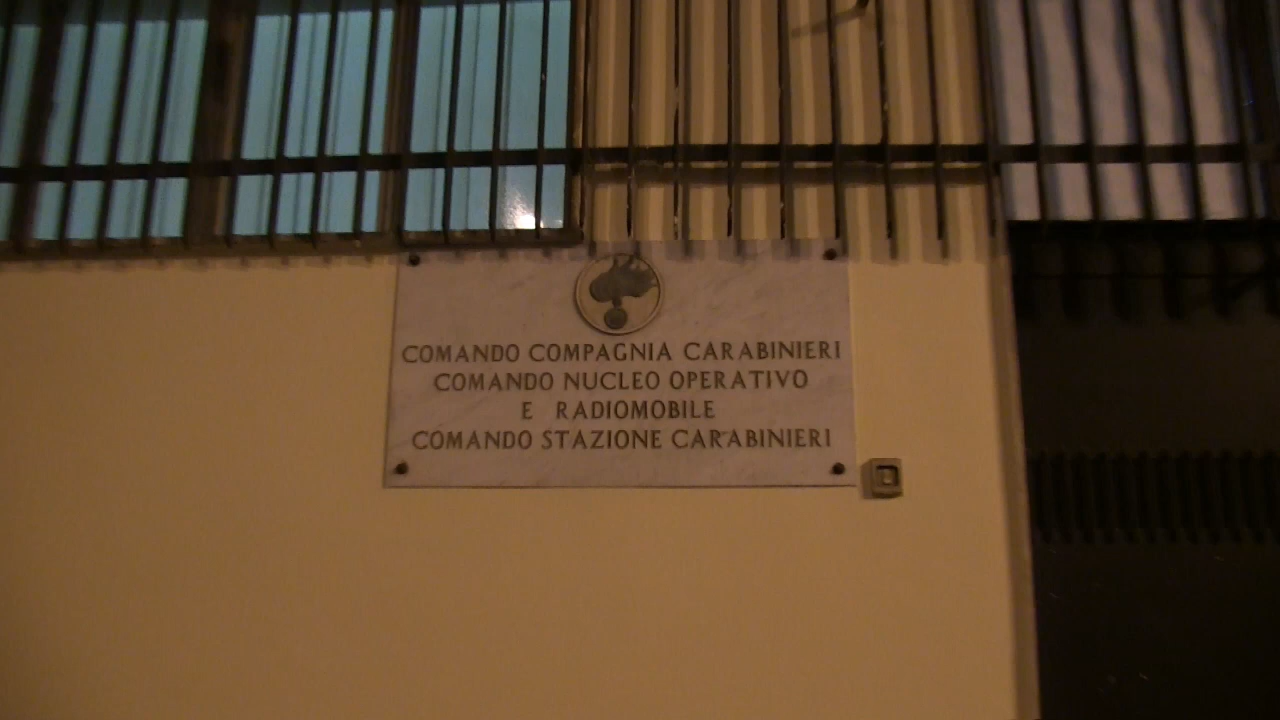 COMANDO COMPAGNIA CARABINIERI
COMANDO NUCLEO OPERATIVO
E RADIOMOBILE
COMANDO STAZIONE CARABINIERI